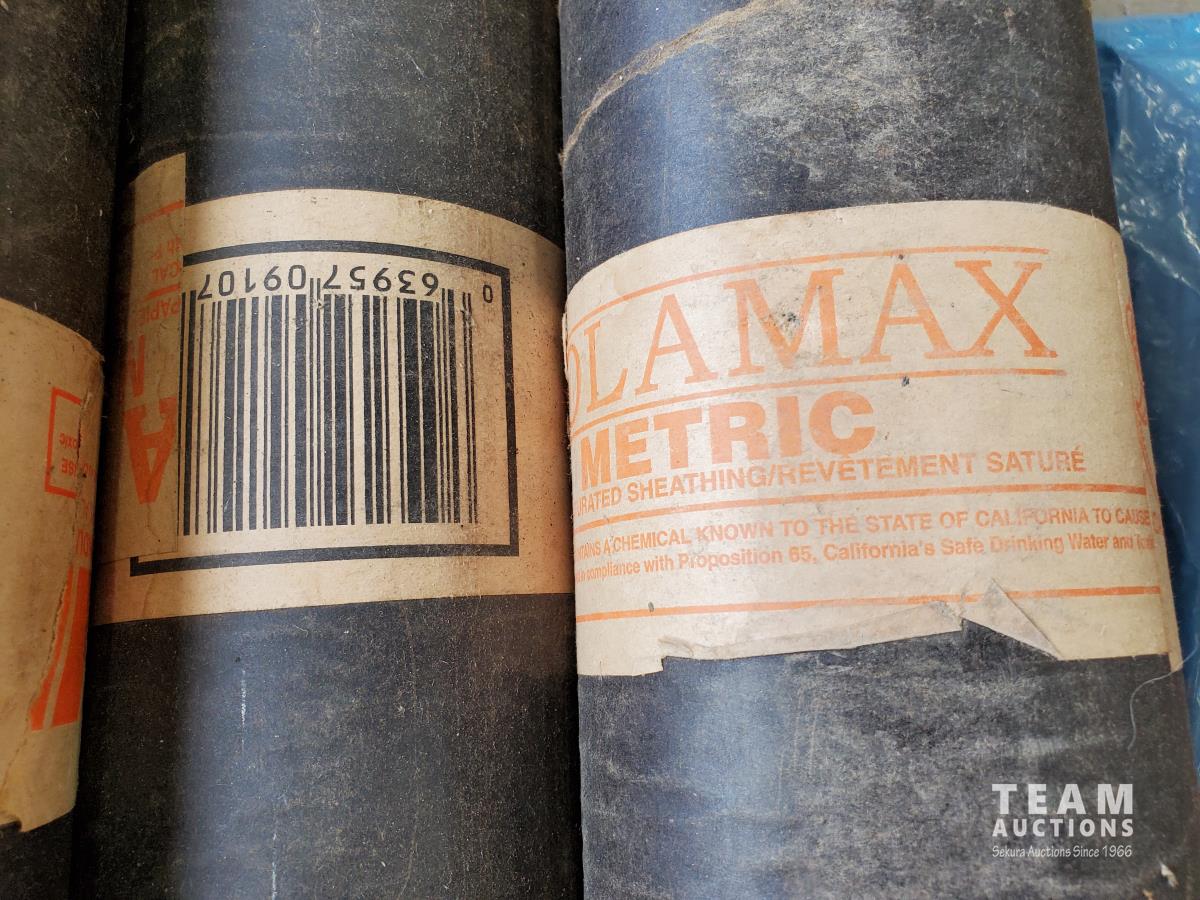 0 63957 09107
OLAMAX
METRIC
URATED SHEATHING/REVÊTEMENT SATURÉ
NTAINS A CHEMICAL KNOWN TO THE STATE OF CALIFORNIA TO CAUSE
compliance with Proposition 65, California's Safe Drinking Water and
TEAM
AUCTIONS
Sekura Auctions Since 1966